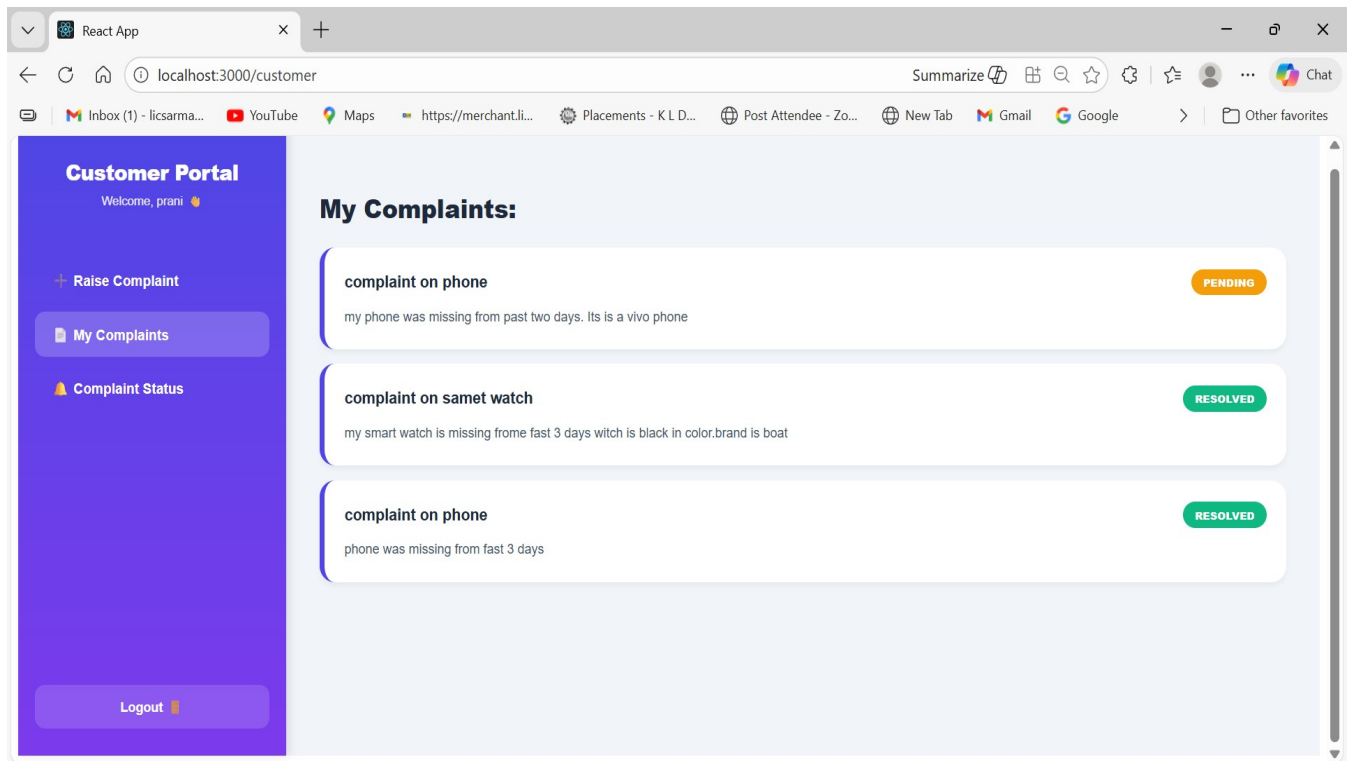 React App
localhost:3000/customer
Summarize
Chat
Inbox (1) - licsarma...
YouTube
Maps
https://merchant.li...
Placements - K L D...
Post Attendee - Zo...
New Tab
Gmail
Google
Other favorites
Customer Portal
Welcome, prani 👋
➕ Raise Complaint
📄 My Complaints
🔔 Complaint Status
Logout 🚪
My Complaints:
complaint on phone
PENDING
my phone was missing from past two days. Its is a vivo phone
complaint on samet watch
RESOLVED
my smart watch is missing frome fast 3 days witch is black in color.brand is boat
complaint on phone
RESOLVED
phone was missing from fast 3 days